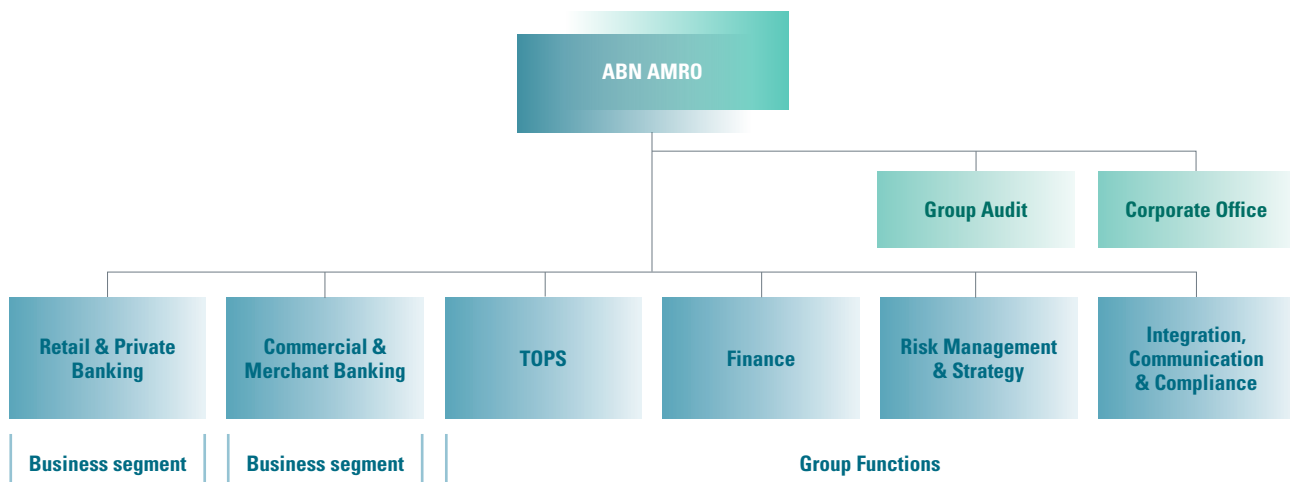 ABN AMRO
Group Audit
Corporate Office
Retail & Private
Banking
Commercial &
Merchant Banking
TOPS
Finance
Risk Management
& Strategy
Integration,
Communication
& Compliance
Business segment
Business segment
Group Functions